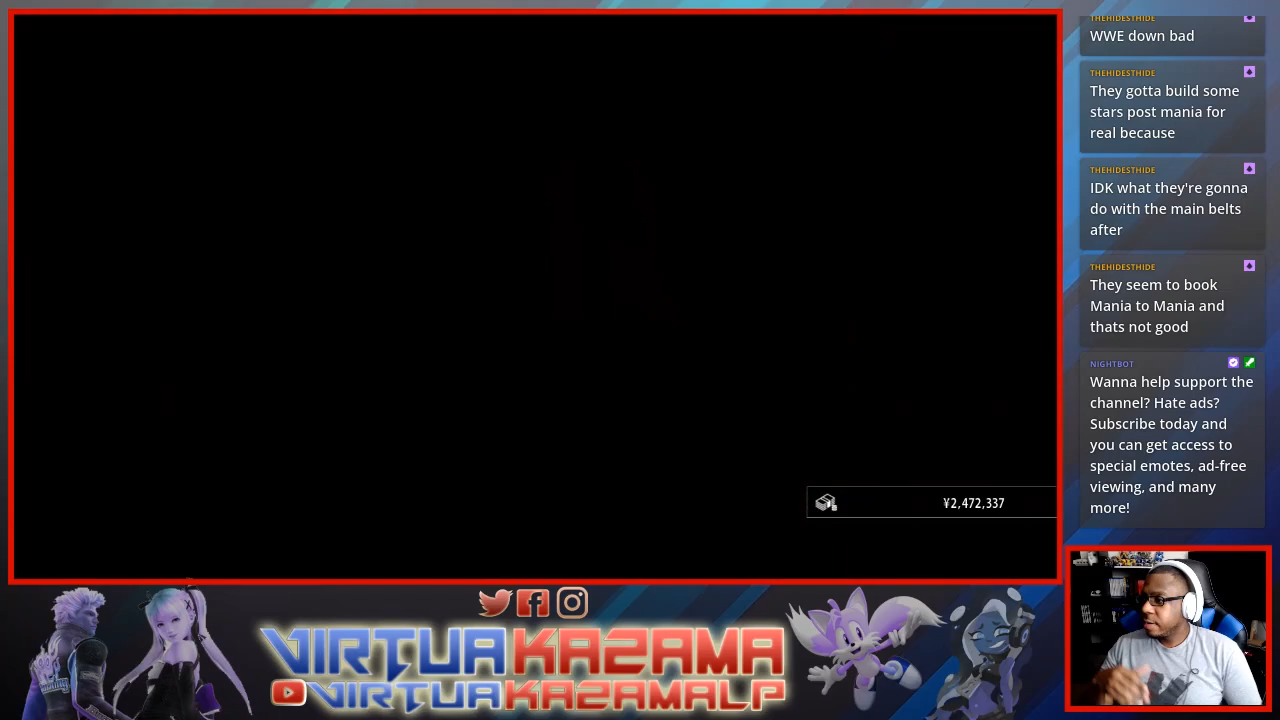 THEHIDESTHIDE
WWE down bad
THEHIDESTHIDE
They gotta build some
stars post mania for
real because
THEHIDESTHIDE
IDK what they're gonna
do with the main belts
after
THEHIDESTHIDE
They seem to book
Mania to Mania and
thats not good
NIGHTBOT
Wanna help support the
channel? Hate ads?
Subscribe today and
you can get access to
special emotes, ad-free
viewing, and many
more!
¥2,472,337
VIRTUAKAZAMA
VIRTUAKAZAMALP